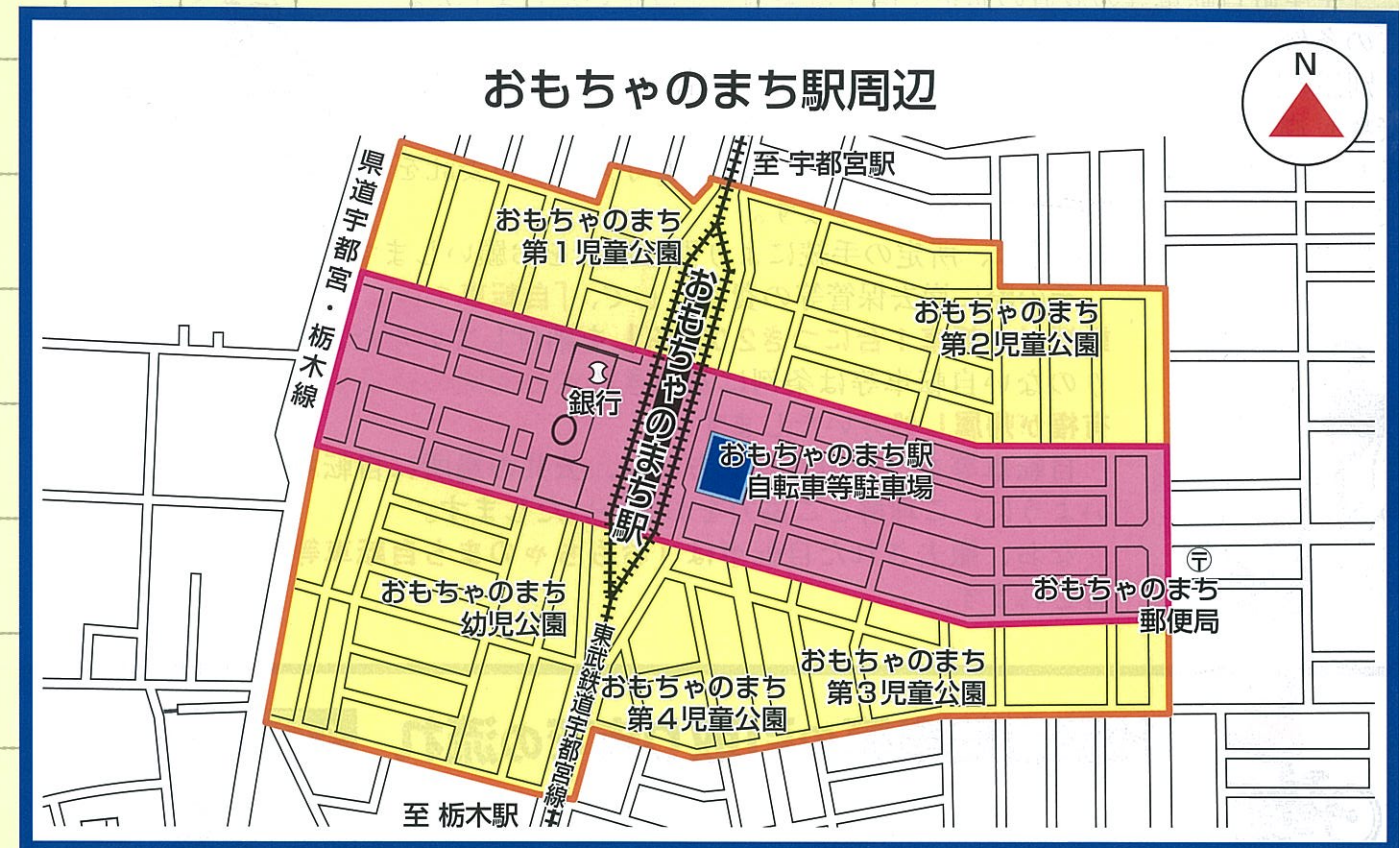 おもちゃのまち駅周辺
N
至 宇都宮駅
県道宇都宮・栃木線
おもちゃのまち
第1児童公園
おもちゃのまち
第2児童公園
おもちゃのまち駅
銀行
おもちゃのまち駅
自転車等駐車場
〒
おもちゃのまち
郵便局
おもちゃのまち
幼児公園
おもちゃのまち
第3児童公園
おもちゃのまち
第4児童公園
東武鉄道宇都宮線
至 栃木駅